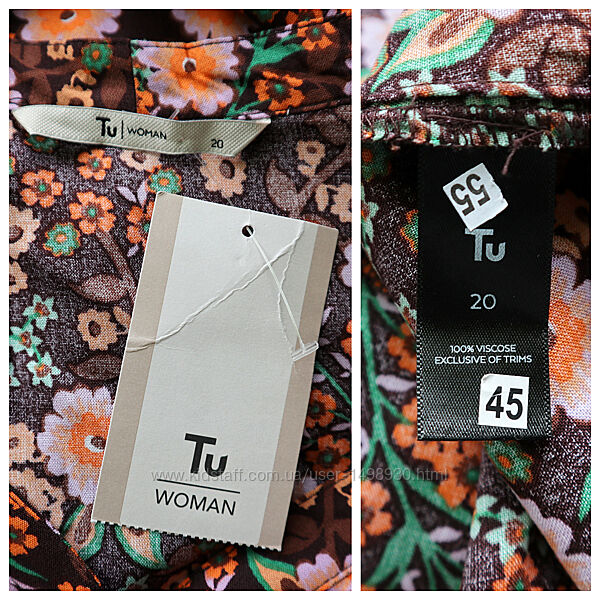 Tu | WOMAN
20
Tu
WOMAN
www.kidstaff.com.ua/user-1498930.html
55
Tu
20
100% VISCOSE
EXCLUSIVE OF TRIMS
45